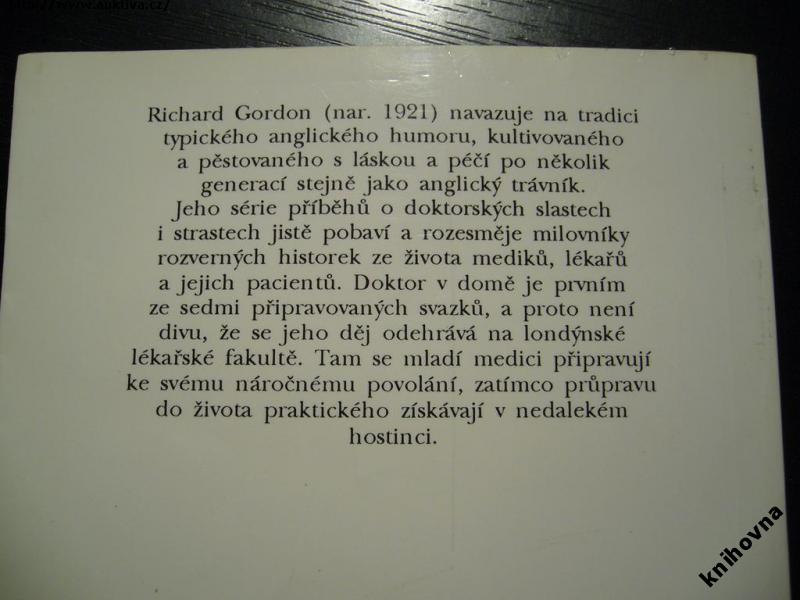 http://www.auktiva.cz/
Richard Gordon (nar. 1921) navazuje na tradici
typického anglického humoru, kultivovaného
a pěstovaného s láskou a péčí po několik
generací stejně jako anglický trávník.
Jeho série příběhů o doktorských slastech
i strastech jistě pobaví a rozesměje milovníky
rozverných historek ze života mediků, lékařů
a jejich pacientů. Doktor v domě je prvním
ze sedmi připravovaných svazků, a proto není
divu, že se jeho děj odehrává na londýnské
lékařské fakultě. Tam se mladí medici připravují
ke svému náročnému povolání, zatímco průpravu
do života praktického získávají v nedalekém
hostinci.
knihovna